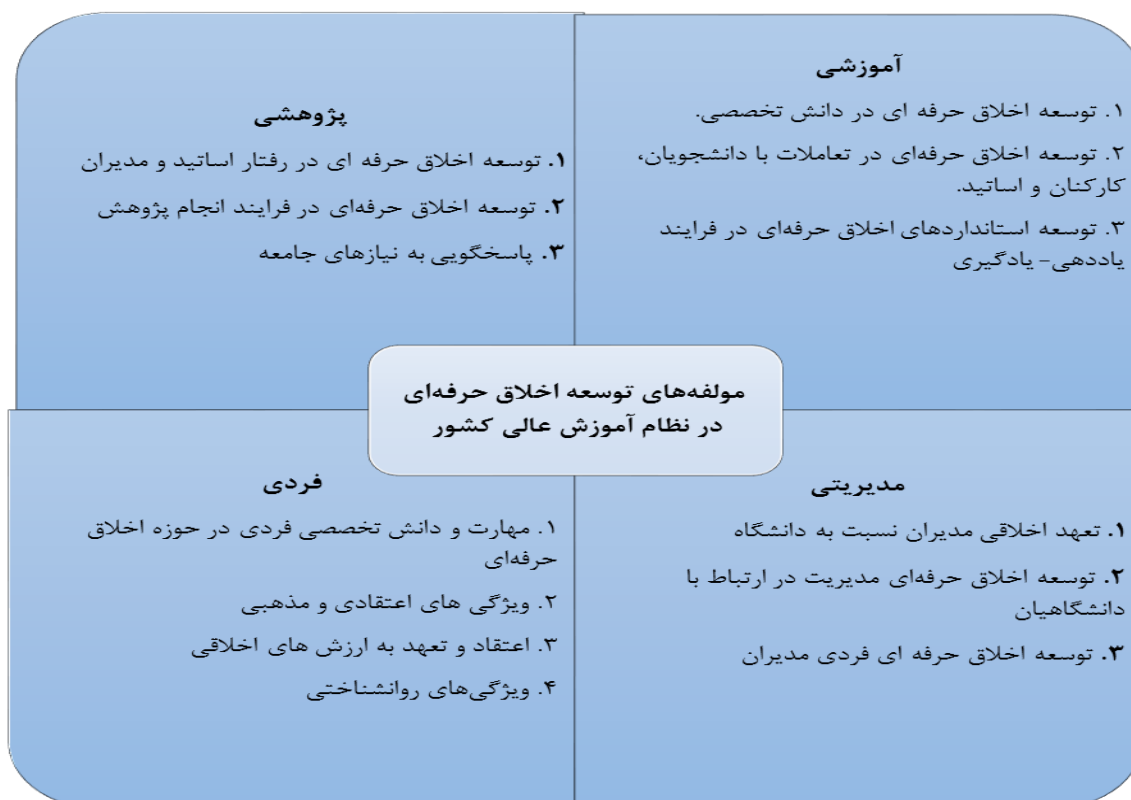 آموزشی
۱. توسعه اخلاق حرفه ای در دانش تخصصی.
۲. توسعه اخلاق حرفه‌ای در تعاملات با دانشجویان،
کارکنان و اساتید.
۳. توسعه استانداردهای اخلاق حرفه‌ای در فرایند
یاددهی- یادگیری
پژوهشی
۱. توسعه اخلاق حرفه ای در رفتار اساتید و مدیران
۲. توسعه اخلاق حرفه‌ای در فرایند انجام پژوهش
۳. پاسخگویی به نیازهای جامعه
مولفه‌های توسعه اخلاق حرفه‌ای
در نظام آموزش عالی کشور
مدیریتی
۱. تعهد اخلاقی مدیران نسبت به دانشگاه
۲. توسعه اخلاق حرفه‌ای مدیریت در ارتباط با
دانشگاهیان
۳. توسعه اخلاق حرفه ای فردی مدیران
فردی
۱. مهارت و دانش تخصصی فردی در حوزه اخلاق
حرفه‌ای
۲. ویژگی های اعتقادی و مذهبی
۳. اعتقاد و تعهد به ارزش های اخلاقی
۴. ویژگی‌های روانشناختی